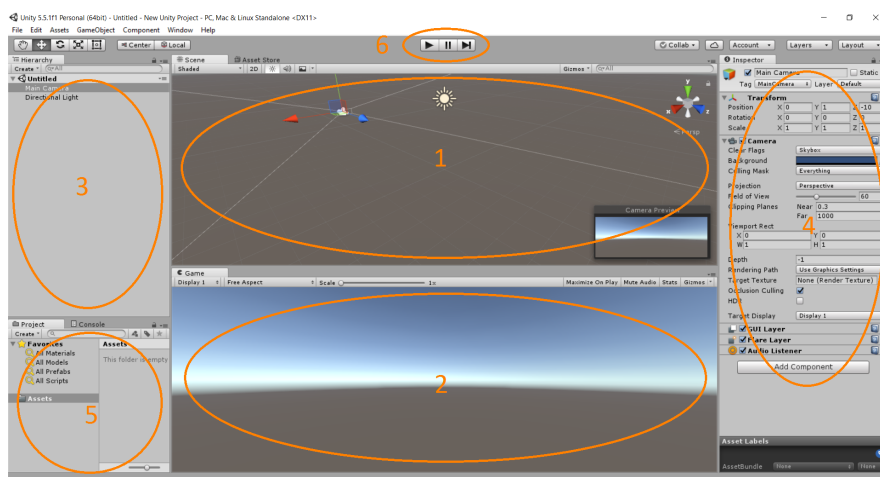 Unity 5.5.1f1 Personal (64bit) - Untitled - New Unity Project - PC, Mac & Linux Standalone <DX11>
File Edit Assets GameObject Component Window Help
Center Local 6 Collab Account Layers Layout
Hierarchy
Create All
Untitled
Main Camera
Directional Light
3
Scene Asset Store
Shaded 2D Gizmos All
y
x z
Persp
1
Camera Preview
Game
Display 1 Free Aspect Scale 1x Maximize On Play Mute Audio Stats Gizmos
2
Project Console
Create
Favorites
All Materials
All Models
All Prefabs
All Scripts
Assets
Assets
This folder is empty
5
Inspector
Main Camera Static
Tag MainCamera Layer Default
Transform
Position X 0 Y 1 Z -10
Rotation X 0 Y 0 Z 0
Scale X 1 Y 1 Z 1
Camera
Clear Flags Skybox
Background
Culling Mask Everything
Projection Perspective
Field of View 60
Clipping Planes Near 0.3
Far 1000
4
Viewport Rect
X 0 Y 0
W 1 H 1
Depth -1
Rendering Path Use Graphics Settings
Target Texture None (Render Texture)
Occlusion Culling
HDR
Target Display Display 1
GUI Layer
Flare Layer
Audio Listener
Add Component
Asset Labels
AssetBundle None None